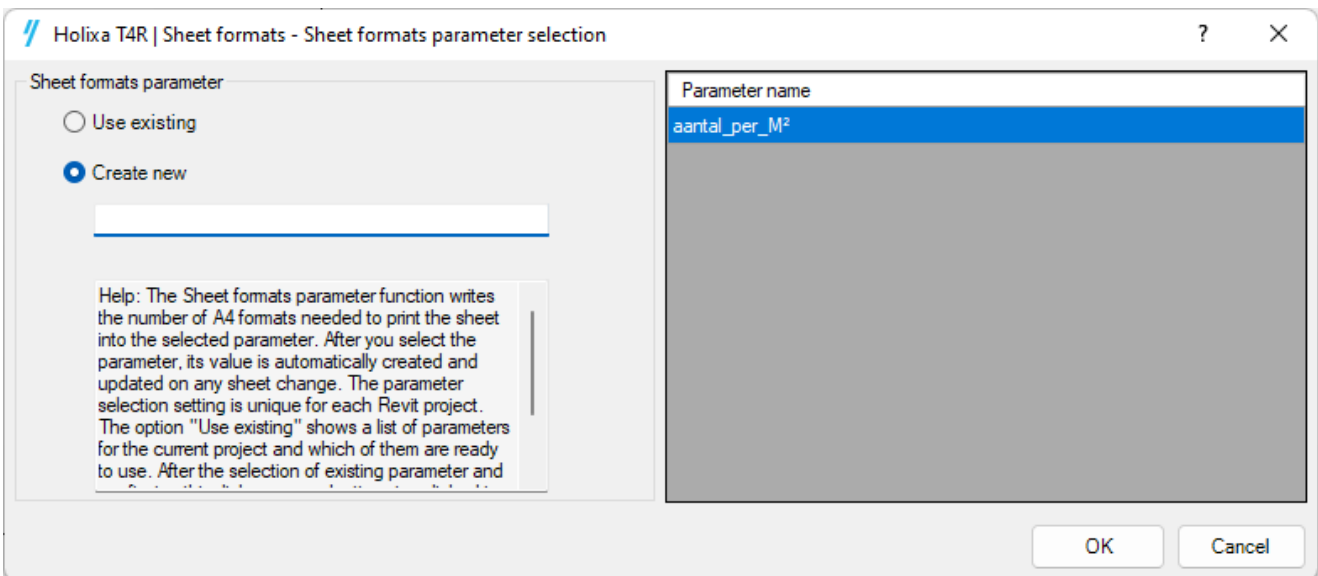 Holixa T4R | Sheet formats - Sheet formats parameter selection
?
Sheet formats parameter
Use existing
Create new
Help: The Sheet formats parameter function writes
the number of A4 formats needed to print the sheet
into the selected parameter. After you select the
parameter, its value is automatically created and
updated on any sheet change. The parameter
selection setting is unique for each Revit project.
The option "Use existing" shows a list of parameters
for the current project and which of them are ready
to use. After the selection of existing parameter and
Parameter name
aantal_per_M²
OK
Cancel